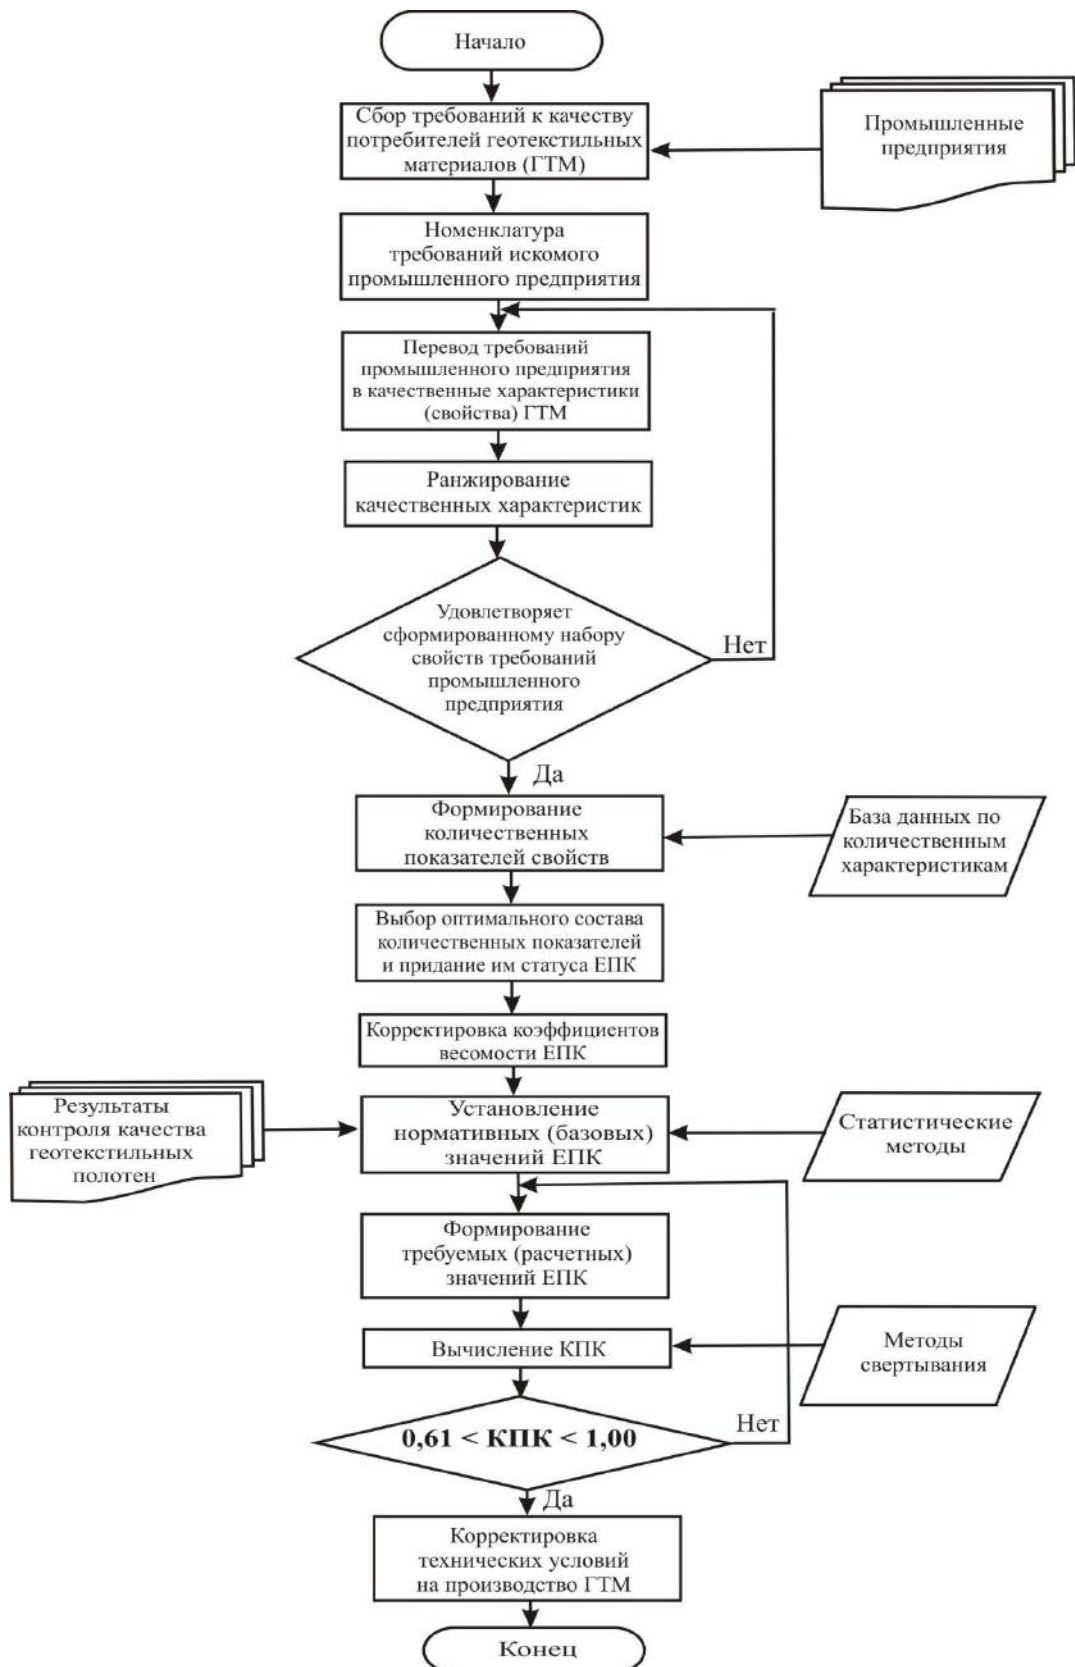 Начало
Сбор требований к качеству
потребителей геотекстильных
материалов (ГТМ)
Промышленные
предприятия
Номенклатура
требований искомого
промышленного предприятия
Перевод требований
промышленного предприятия
в качественные характеристики
(свойства) ГТМ
Ранжирование
качественных характеристик
Удовлетворяет
сформированному набору
свойств требований
промышленного
предприятия
Нет
Да
Формирование
количественных
показателей свойств
База данных по
количественным
характеристикам
Выбор оптимального состава
количественных показателей
и придание им статуса ЕПК
Корректировка коэффициентов
весомости ЕПК
Результаты
контроля качества
геотекстильных
полотен
Установление
нормативных (базовых)
значений ЕПК
Статистические
методы
Формирование
требуемых (расчетных)
значений ЕПК
Вычисление КПК
Методы
свертывания
0,61 < КПК < 1,00
Нет
Да
Корректировка
технических условий
на производство ГТМ
Конец